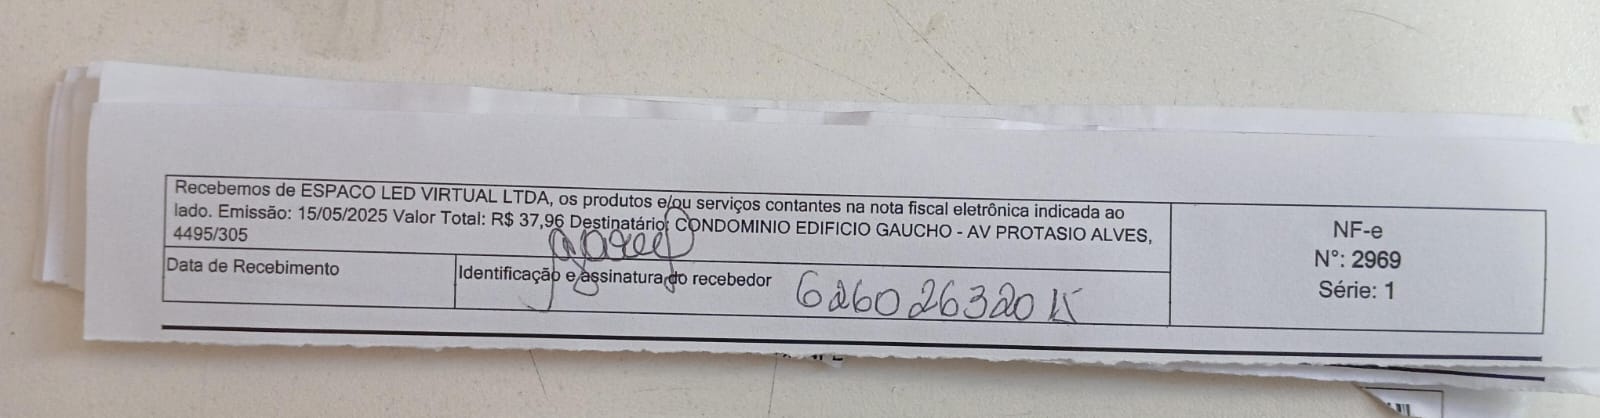 Recebemos de ESPACO LED VIRTUAL LTDA, os produtos e/ou serviços contantes na nota fiscal eletrônica indicada ao
lado. Emissão: 15/05/2025 Valor Total: R$ 37,96 Destinatário: CONDOMINIO EDIFICIO GAUCHO - AV PROTASIO ALVES,
4495/305
Data de Recebimento
Identificação e assinatura do recebedor
626026320
NF-e
N°: 2969
Série: 1